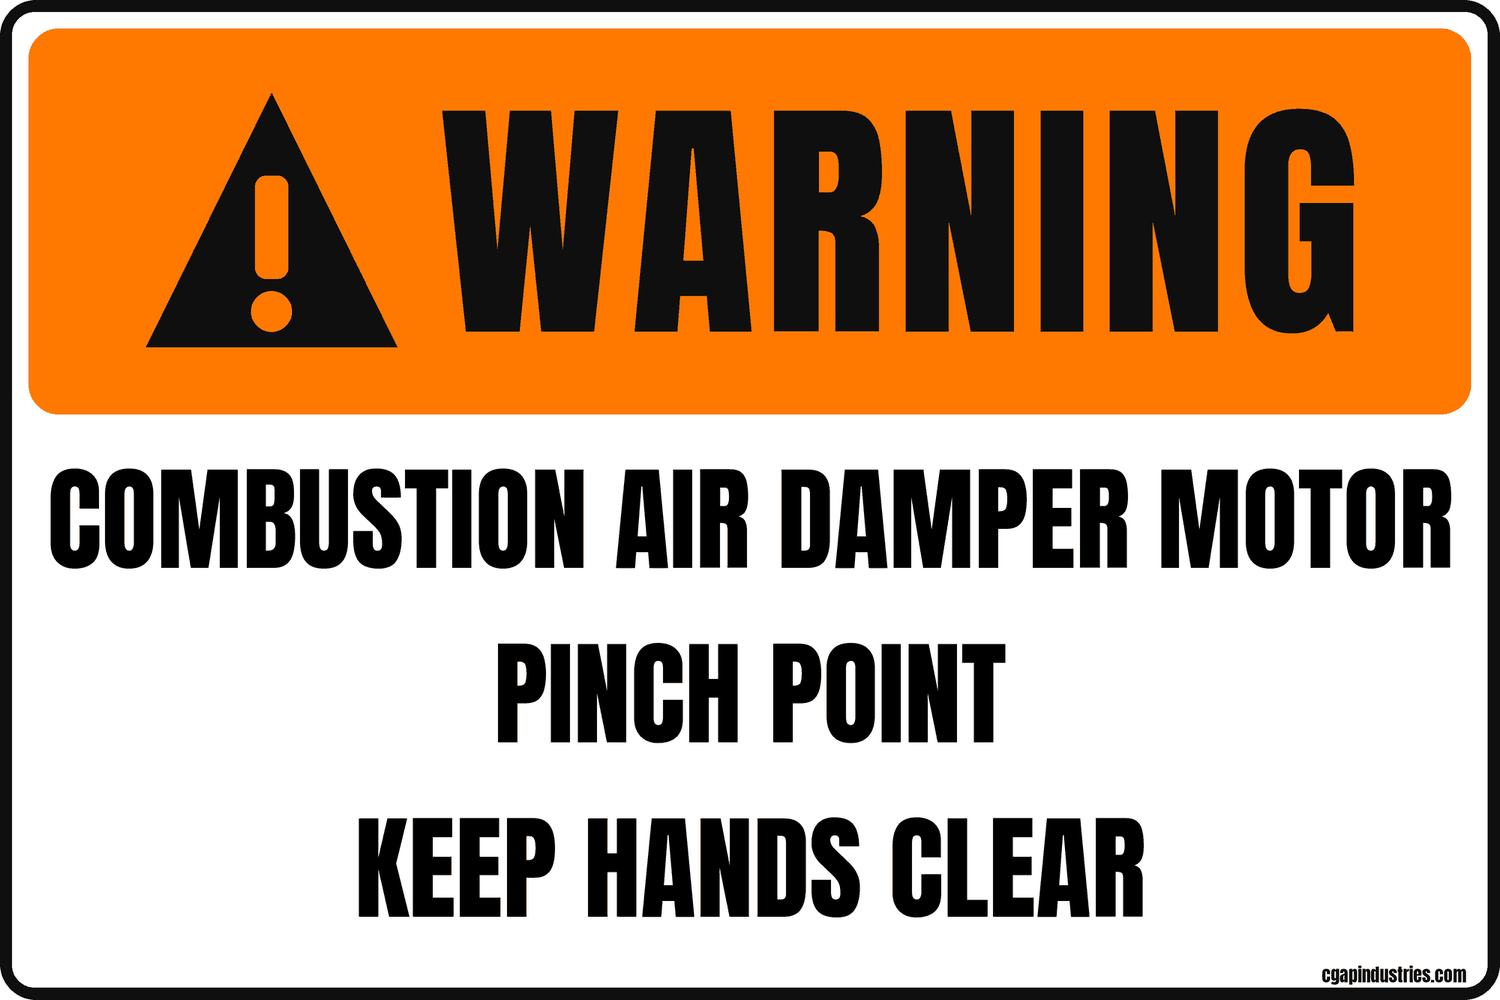 WARNING
COMBUSTION AIR DAMPER MOTOR
PINCH POINT
KEEP HANDS CLEAR
cgapindustries.com